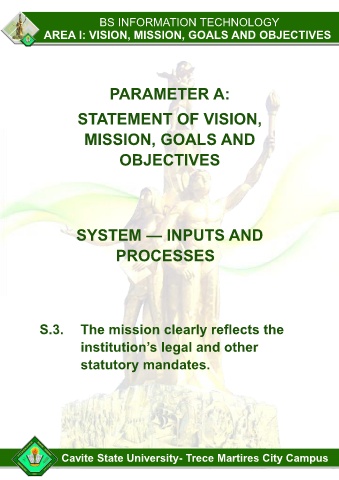 BS INFORMATION TECHNOLOGY
AREA I: VISION, MISSION, GOALS AND OBJECTIVES
PARAMETER A:
STATEMENT OF VISION,
MISSION, GOALS AND
OBJECTIVES
SYSTEM — INPUTS AND
PROCESSES
S.3. The mission clearly reflects the
institution's legal and other
statutory mandates.
Cavite State University- Trece Martires City Campus